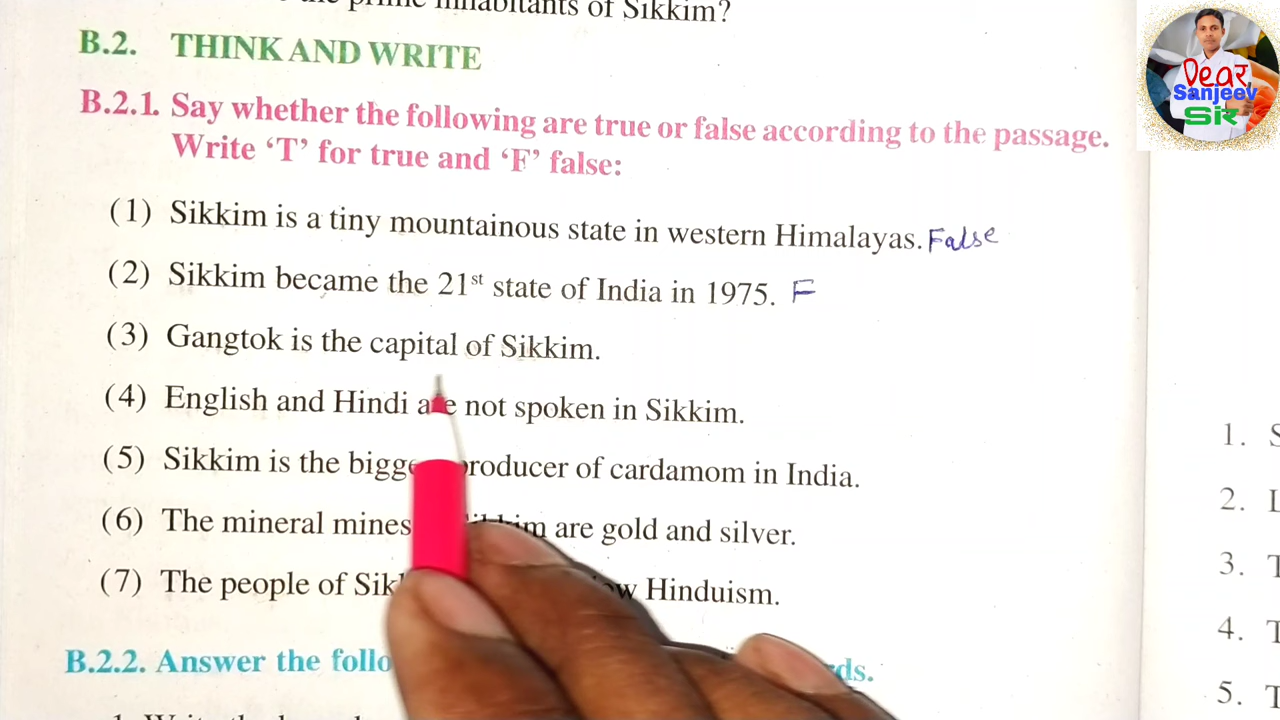 the prime inhabitants of Sikkim?
B.2. THINK AND WRITE
B.2.1. Say whether the following are true or false according to the passage.
Write ‘T’ for true and ‘F’ false:
(1) Sikkim is a tiny mountainous state in western Himalayas. False
(2) Sikkim became the 21st state of India in 1975. F
(3) Gangtok is the capital of Sikkim.
(4) English and Hindi are not spoken in Sikkim.
(5) Sikkim is the bigge producer of cardamom in India.
(6) The mineral mines are gold and silver.
(7) The people of Sik Hinduism.
B.2.2. Answer the follo ds.
1. S
2.
3. T
4. T
5. T
Dear
Sanjeev
Sir